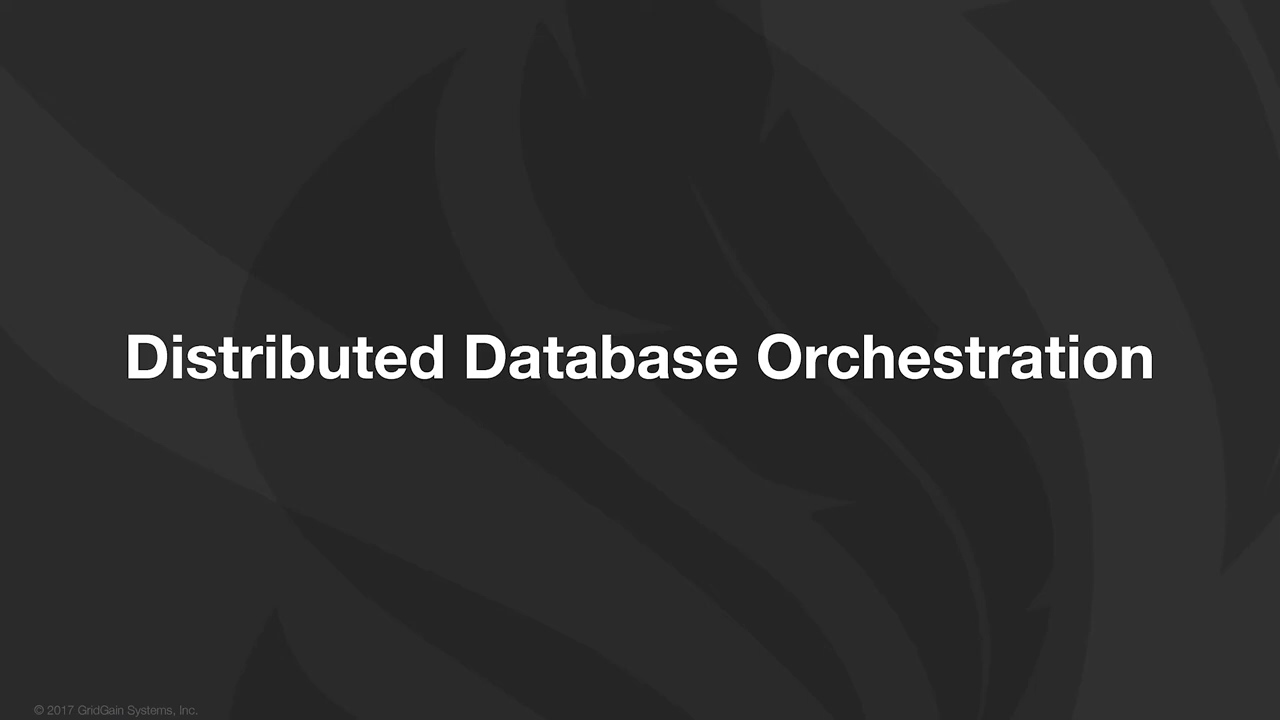 Distributed Database Orchestration
© 2017 GridGain Systems, Inc.